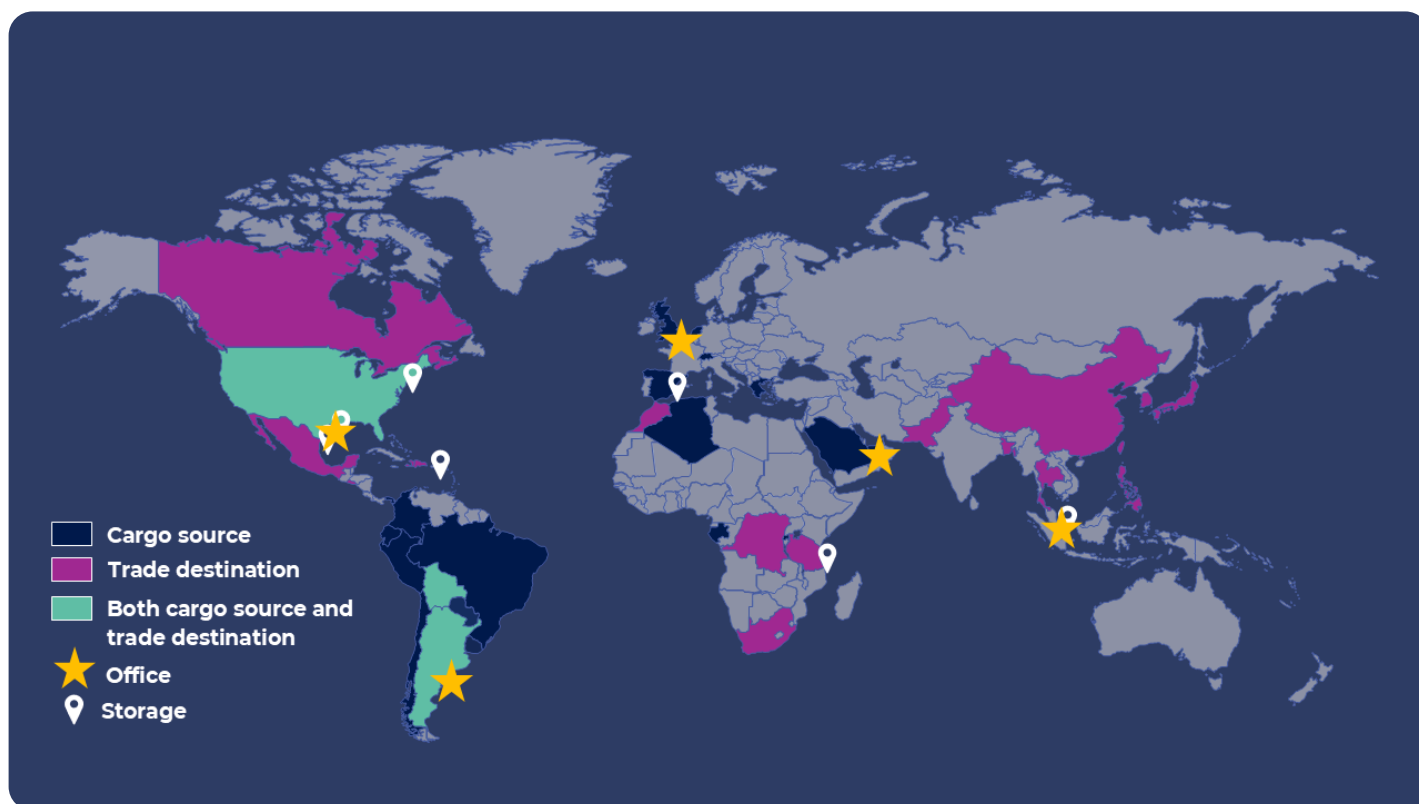 Cargo source
Trade destination
Both cargo source and
trade destination
Office
Storage